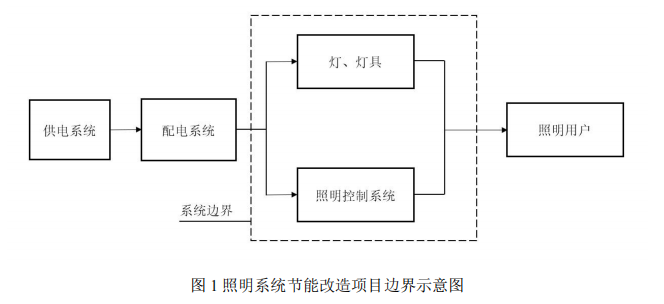 灯、灯具
供电系统
配电系统
照明用户
照明控制系统
系统边界
图 1 照明系统节能改造项目边界示意图